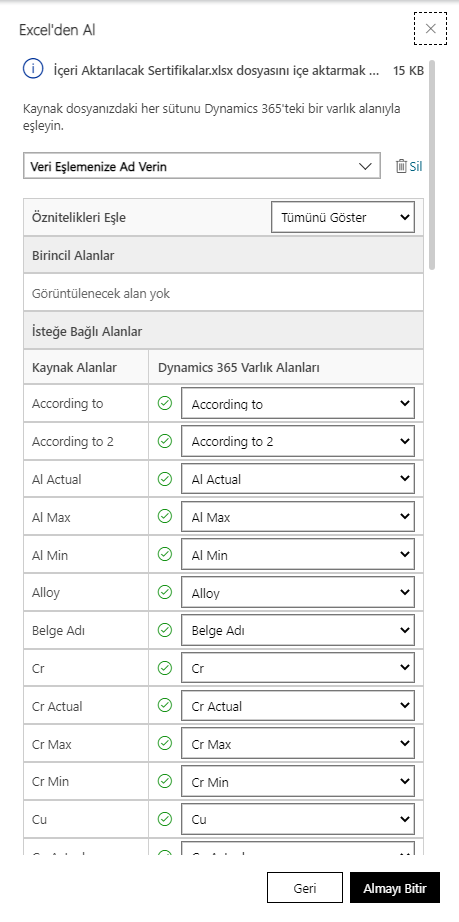 Excel'den Al
İçeri Aktarılacak Sertifikalar.xlsx dosyasını içe aktarmak ... 15 KB
Kaynak dosyanızdaki her sütunu Dynamics 365'teki bir varlık alanıyla
eşleyin.
Veri Eşlemenize Ad Verin Sil
Öznitelikleri Eşle Tümünü Göster
Birincil Alanlar
Görüntülenecek alan yok
İsteğe Bağlı Alanlar
Kaynak Alanlar Dynamics 365 Varlık Alanları
According to According to
According to 2 According to 2
Al Actual Al Actual
Al Max Al Max
Al Min Al Min
Alloy Alloy
Belge Adı Belge Adı
Cr Cr
Cr Actual Cr Actual
Cr Max Cr Max
Cr Min Cr Min
Cu Cu
Geri Almayı Bitir